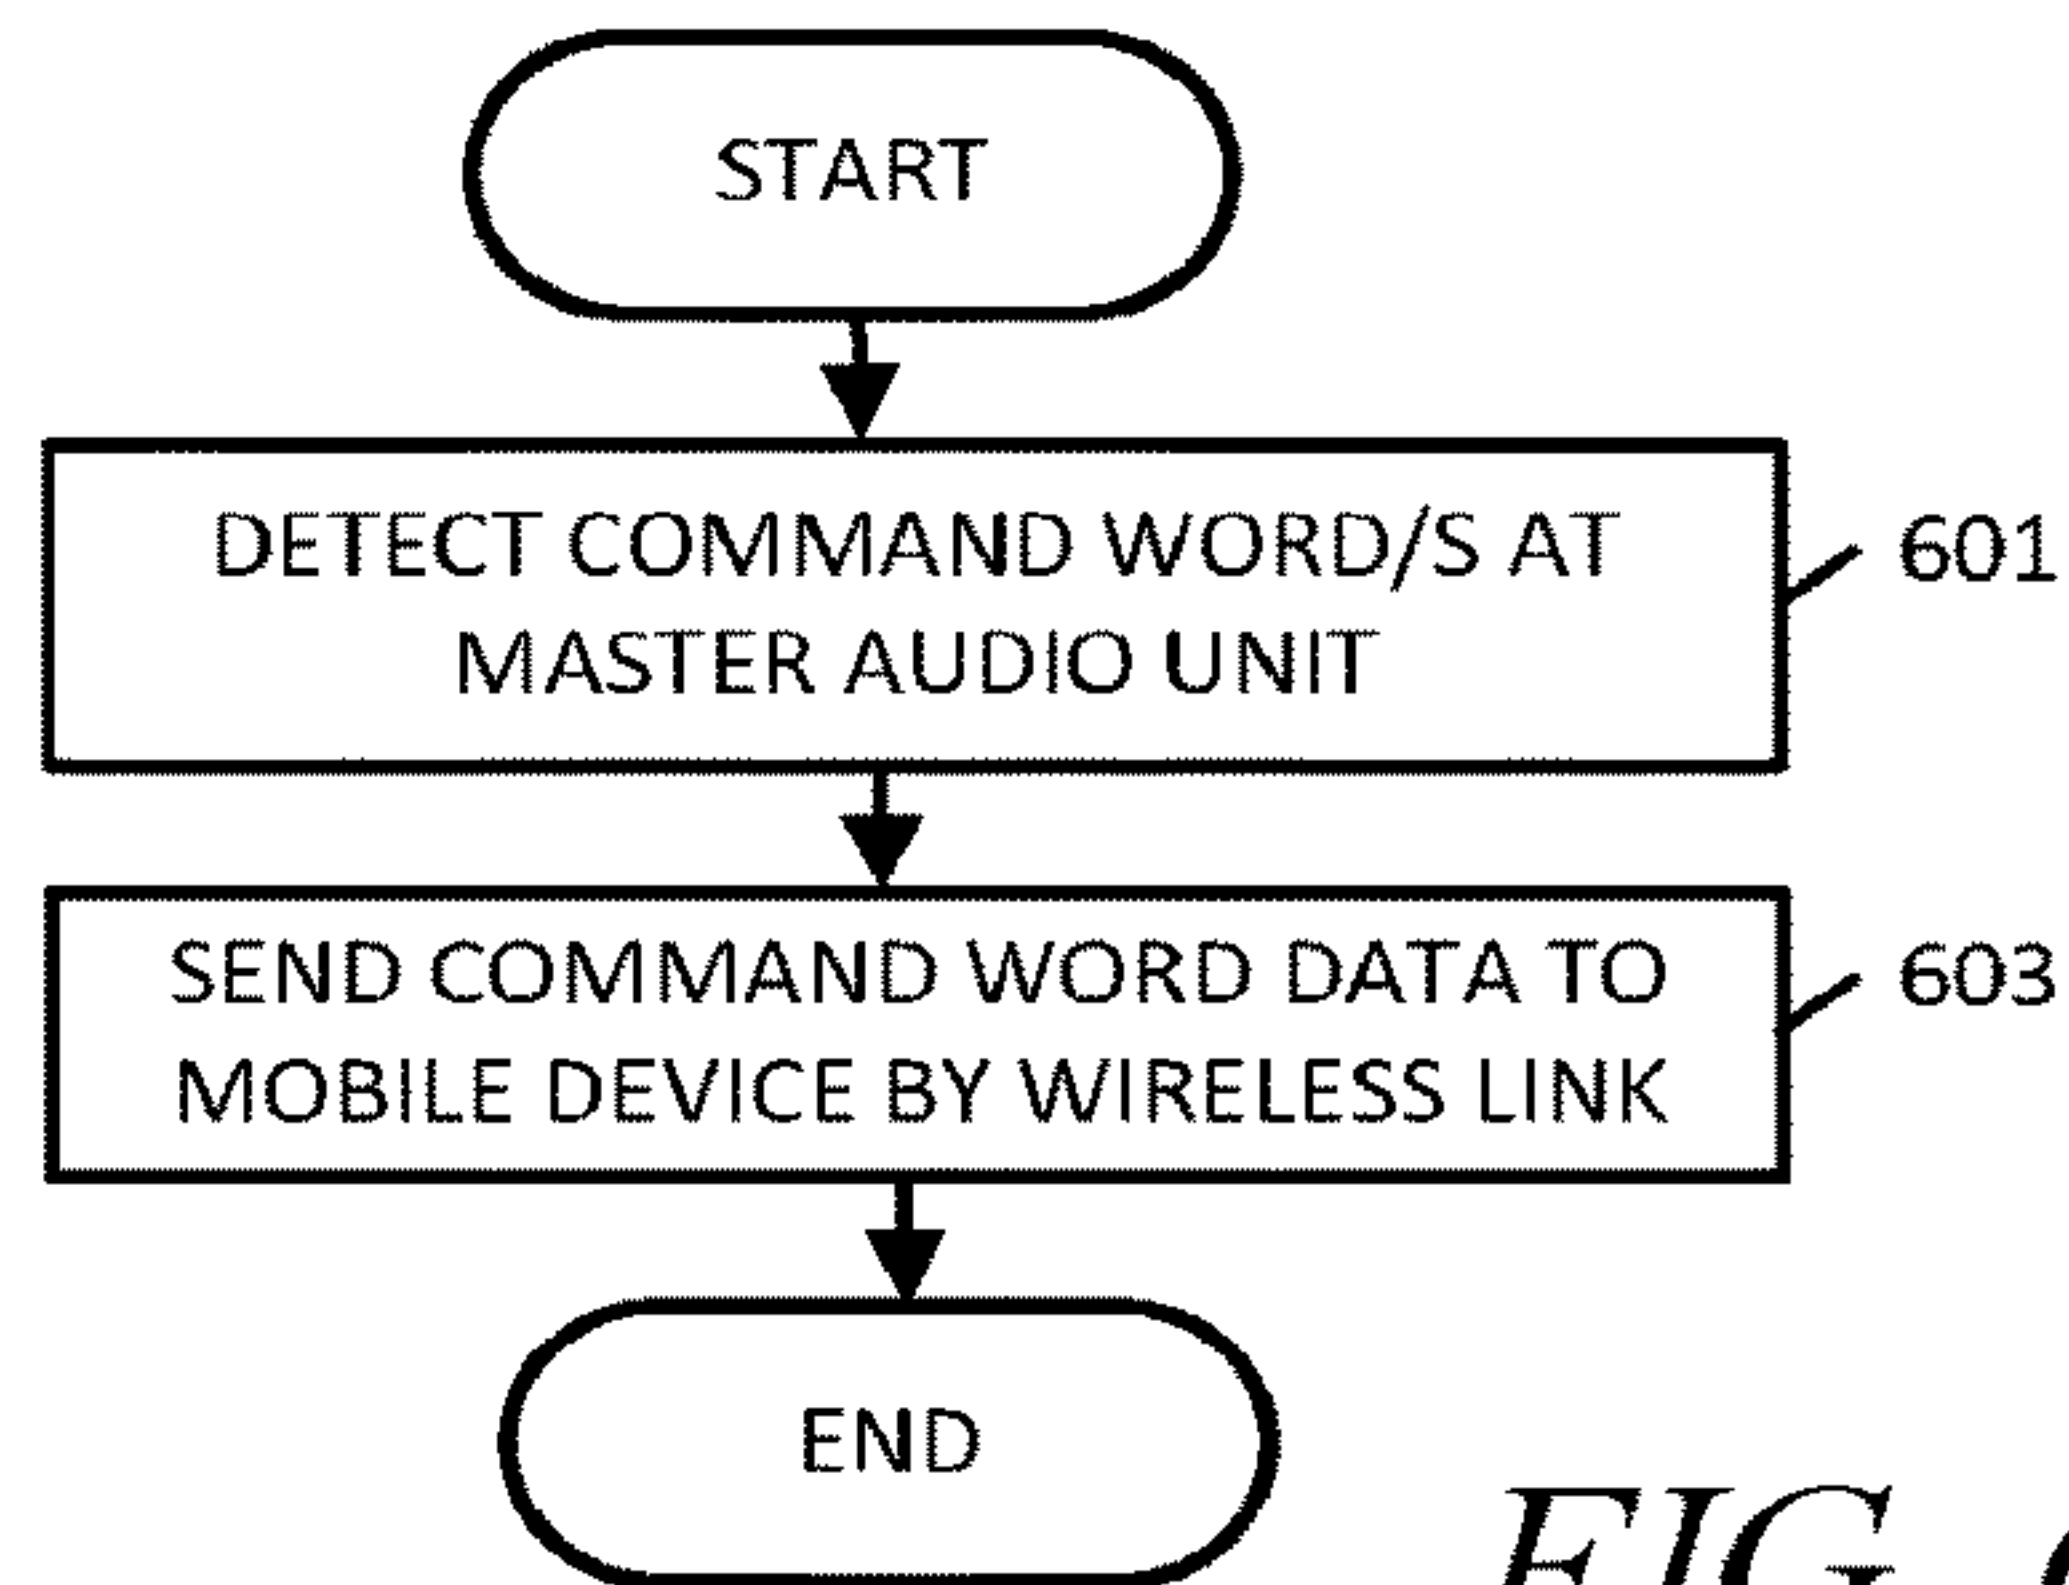 START
DETECT COMMAND WORD/S AT
MASTER AUDIO UNIT
601
SEND COMMAND WORD DATA TO
MOBILE DEVICE BY WIRELESS LINK
603
END
FIG